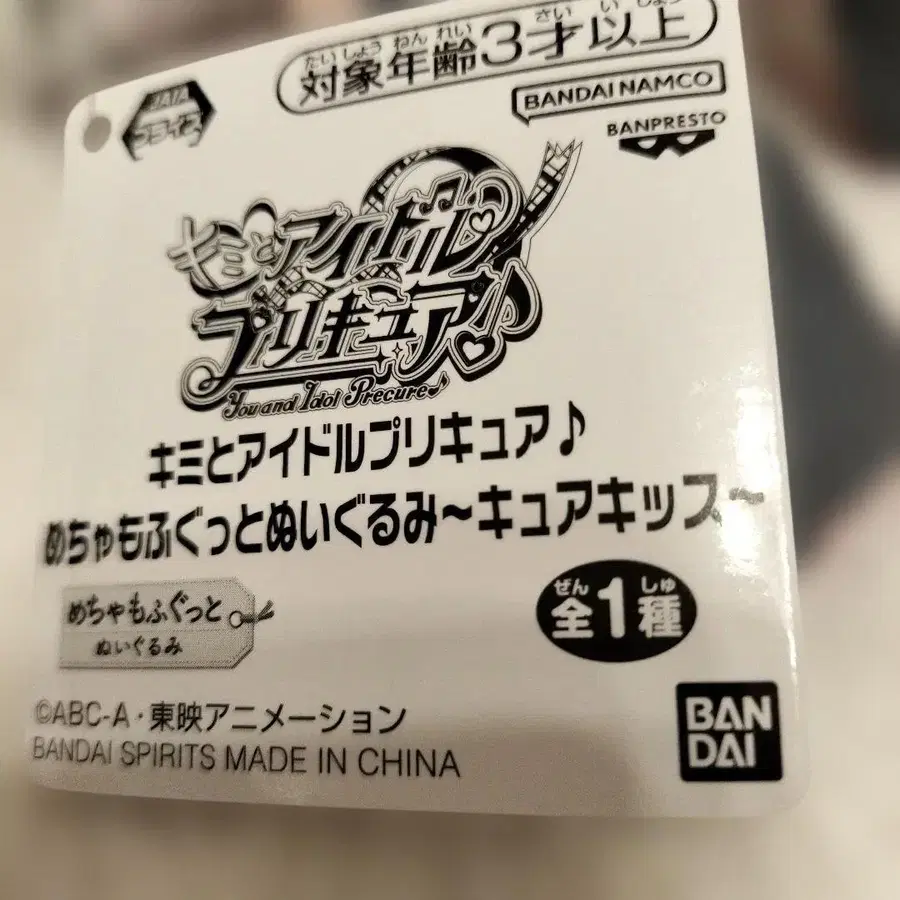 対象年齢3才以上
たいしょうねんれい さいいじょう
JAIA
プライズ
BANDAI NAMCO
BANPRESTO
キミとアイドル
プリキュア♪
You and Idol Precure♪
キミとアイドルプリキュア♪
めちゃもふぐっとぬいぐるみ～キュアキッス～
めちゃもふぐっと
ぬいぐるみ
ぜん しゅ
全1種
©ABC-A・東映アニメーション
BANDAI SPIRITS MADE IN CHINA
BAN
DAI